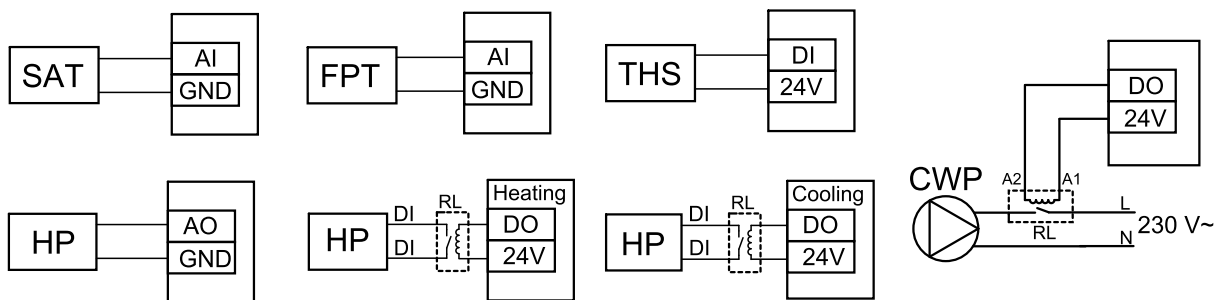 SAT
AI
GND
FPT
AI
GND
THS
DI
24V
DO
24V
CWP
A2
A1
RL
L
N
230 V~
HP
AO
GND
HP
DI
DI
RL
Heating
DO
24V
HP
DI
DI
RL
Cooling
DO
24V